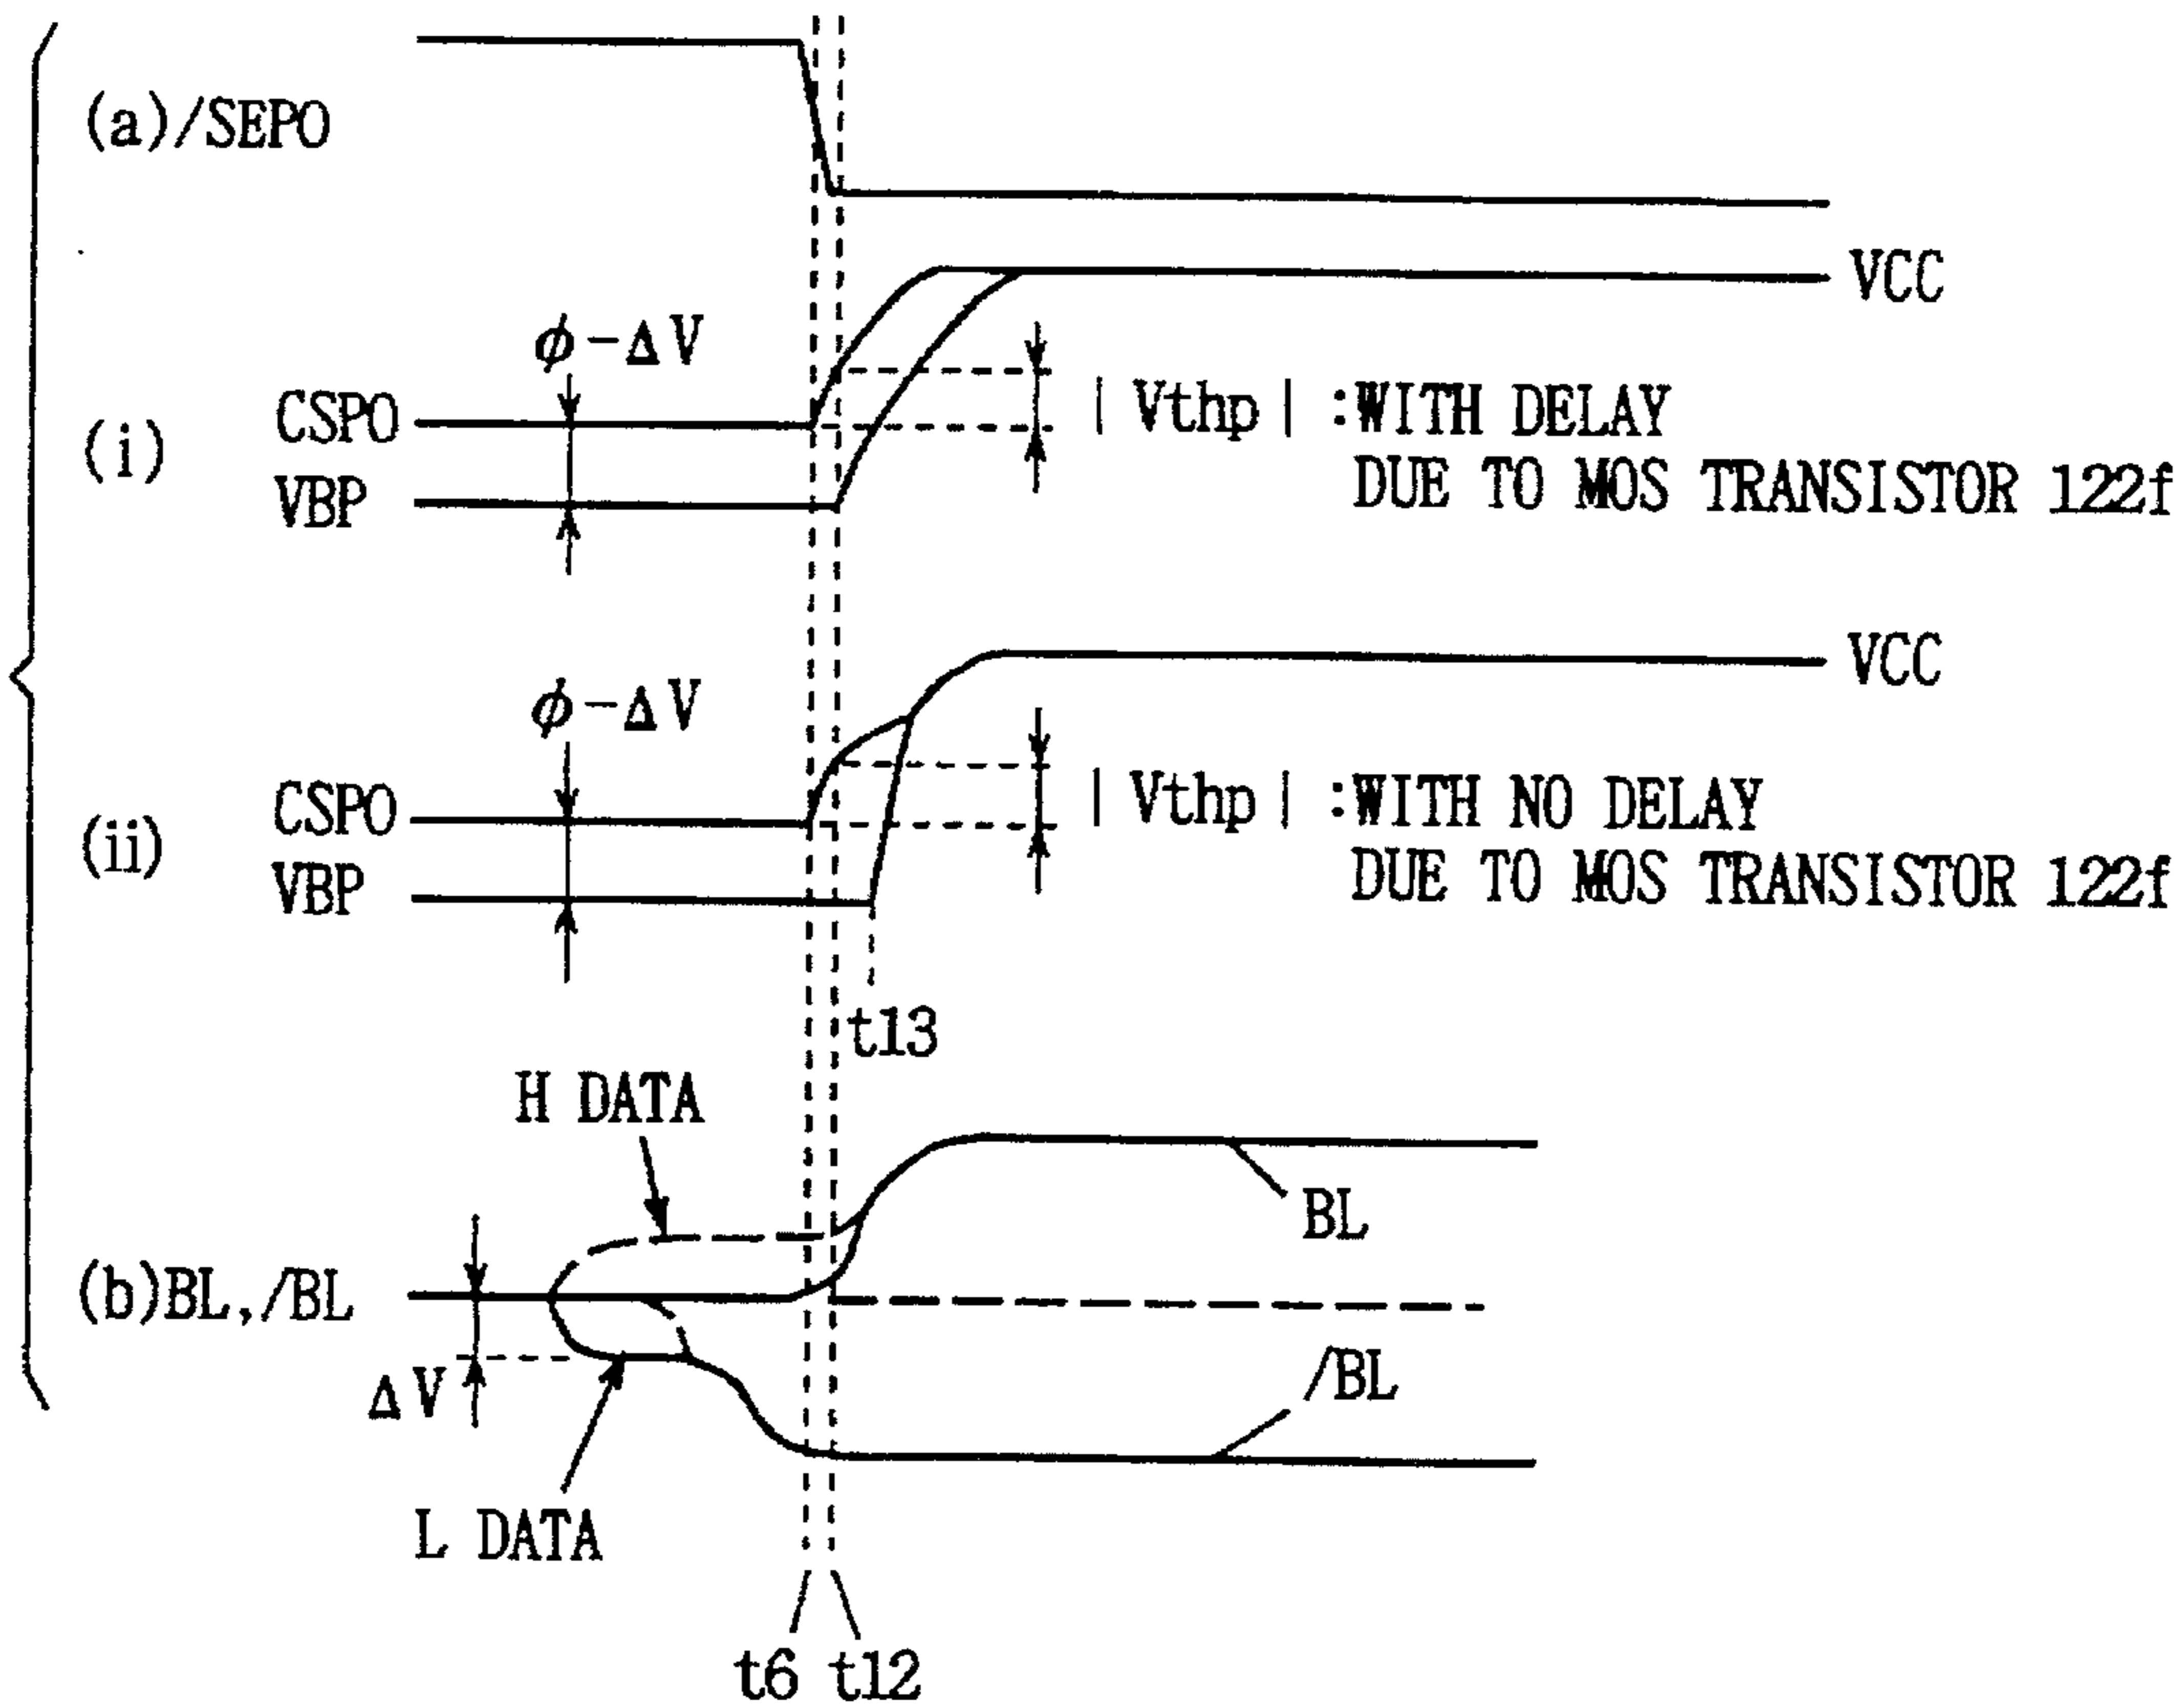 (a)/SEPO
VCC
ϕ-ΔV
CSPO
| Vthp | :WITH DELAY
(i)
VBP
DUE TO MOS TRANSISTOR 122f
VCC
ϕ-ΔV
CSPO
| Vthp | :WITH NO DELAY
(ii)
VBP
DUE TO MOS TRANSISTOR 122f
t13
H DATA
BL
(b)BL,/BL
ΔV
/BL
L DATA
t6 t12